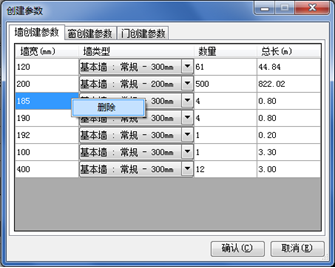 创建参数
墙创建参数 窗创建参数 门创建参数
墙宽(mm) 墙类型 数量 总长(m)
120 基本墙 : 常规 - 300mm 61 44.84
200 基本墙 : 常规 - 200mm 500 822.02
185 基本墙 : 常规 - 300mm 4 0.80
删除
190 基本墙 : 常规 - 300mm 4 0.80
192 基本墙 : 常规 - 300mm 1 0.20
100 基本墙 : 常规 - 300mm 1 3.30
400 基本墙 : 常规 - 300mm 12 3.00
确认(C) 取消(E)